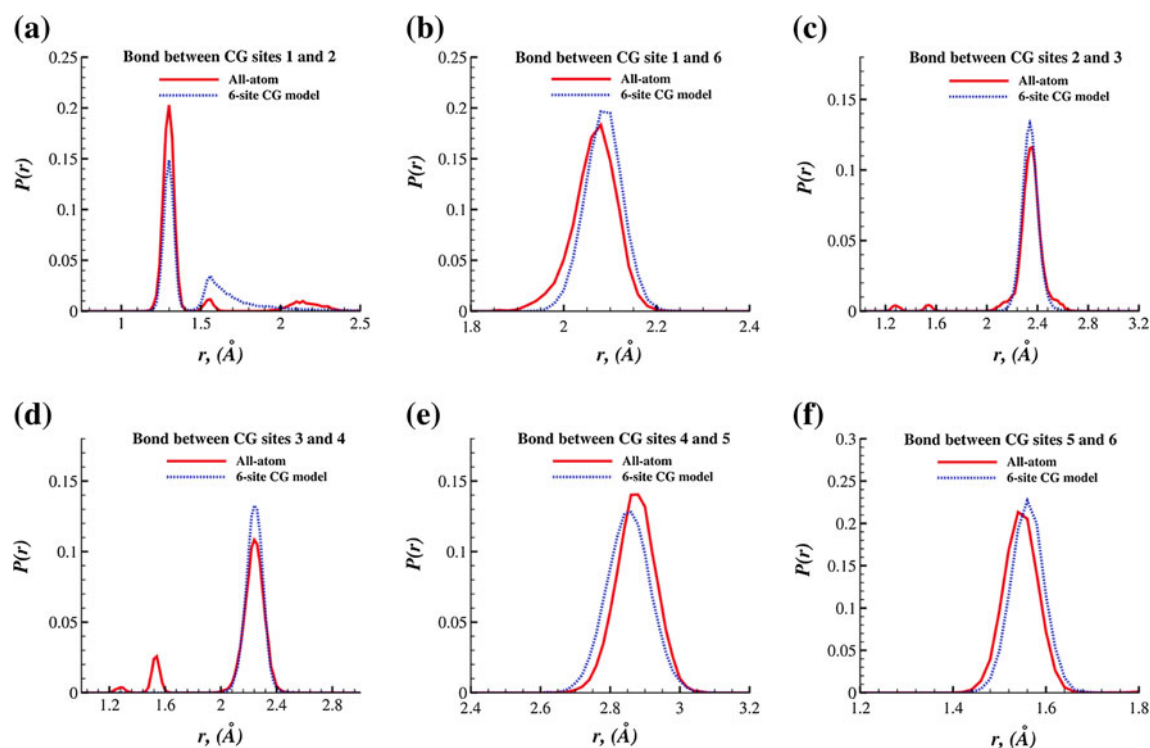 (a)
Bond between CG sites 1 and 2
All-atom
6-site CG model
P(r)
0.25
0.2
0.15
0.1
0.05
0
1
1.5
2
2.5
r, (Å)
(b)
Bond between CG site 1 and 6
All-atom
6-site CG model
P(r)
0.25
0.2
0.15
0.1
0.05
0
1.8
2
2.2
2.4
r, (Å)
(c)
Bond between CG sites 2 and 3
All-atom
6-site CG model
P(r)
0.15
0.1
0.05
0
1.2
1.6
2
2.4
2.8
3.2
r, (Å)
(d)
Bond between CG sites 3 and 4
All-atom
6-site CG model
P(r)
0.15
0.1
0.05
0
1.2
1.6
2
2.4
2.8
r, (Å)
(e)
Bond between CG sites 4 and 5
All-atom
6-site CG model
P(r)
0.15
0.1
0.05
0
2.4
2.6
2.8
3
3.2
r, (Å)
(f)
Bond between CG sites 5 and 6
All-atom
6-site CG model
P(r)
0.3
0.25
0.2
0.15
0.1
0.05
0
1.2
1.4
1.6
1.8
r, (Å)